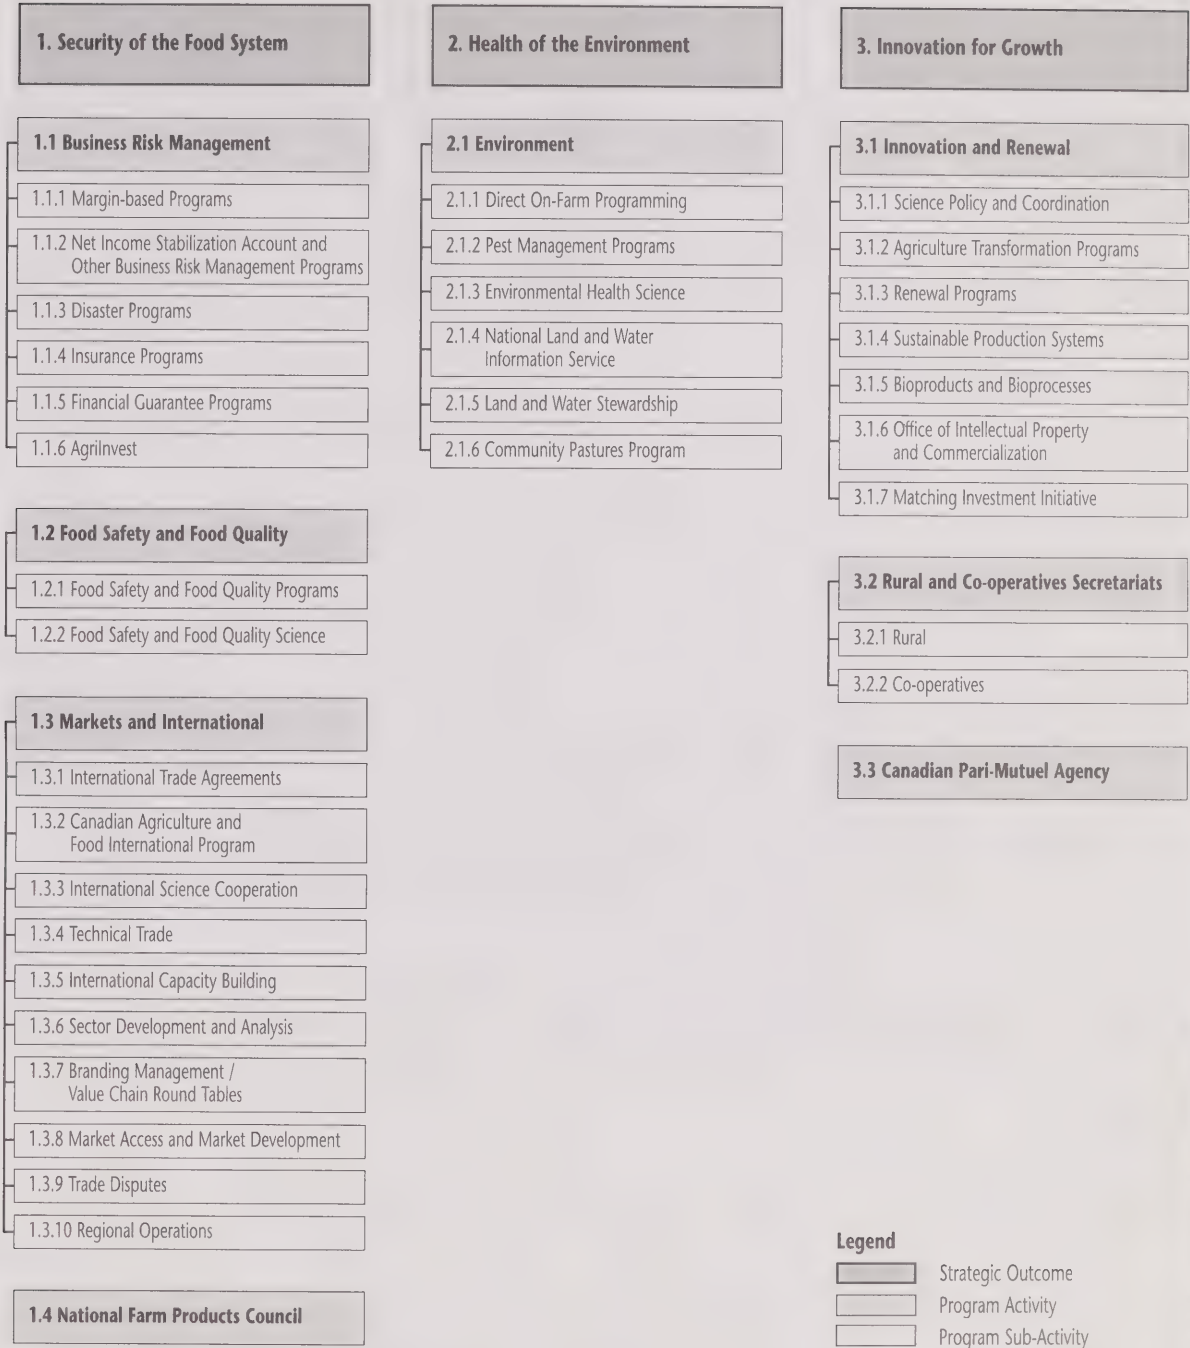 1. Security of the Food System
1.1 Business Risk Management
1.1.1 Margin-based Programs
1.1.2 Net Income Stabilization Account and
Other Business Risk Management Programs
1.1.3 Disaster Programs
1.1.4 Insurance Programs
1.1.5 Financial Guarantee Programs
1.1.6 AgriInvest
1.2 Food Safety and Food Quality
1.2.1 Food Safety and Food Quality Programs
1.2.2 Food Safety and Food Quality Science
1.3 Markets and International
1.3.1 International Trade Agreements
1.3.2 Canadian Agriculture and
Food International Program
1.3.3 International Science Cooperation
1.3.4 Technical Trade
1.3.5 International Capacity Building
1.3.6 Sector Development and Analysis
1.3.7 Branding Management /
Value Chain Round Tables
1.3.8 Market Access and Market Development
1.3.9 Trade Disputes
1.3.10 Regional Operations
1.4 National Farm Products Council
2. Health of the Environment
2.1 Environment
2.1.1 Direct On-Farm Programming
2.1.2 Pest Management Programs
2.1.3 Environmental Health Science
2.1.4 National Land and Water
Information Service
2.1.5 Land and Water Stewardship
2.1.6 Community Pastures Program
3. Innovation for Growth
3.1 Innovation and Renewal
3.1.1 Science Policy and Coordination
3.1.2 Agriculture Transformation Programs
3.1.3 Renewal Programs
3.1.4 Sustainable Production Systems
3.1.5 Bioproducts and Bioprocesses
3.1.6 Office of Intellectual Property
and Commercialization
3.1.7 Matching Investment Initiative
3.2 Rural and Co-operatives Secretariats
3.2.1 Rural
3.2.2 Co-operatives
3.3 Canadian Pari-Mutuel Agency
Legend
Strategic Outcome
Program Activity
Program Sub-Activity